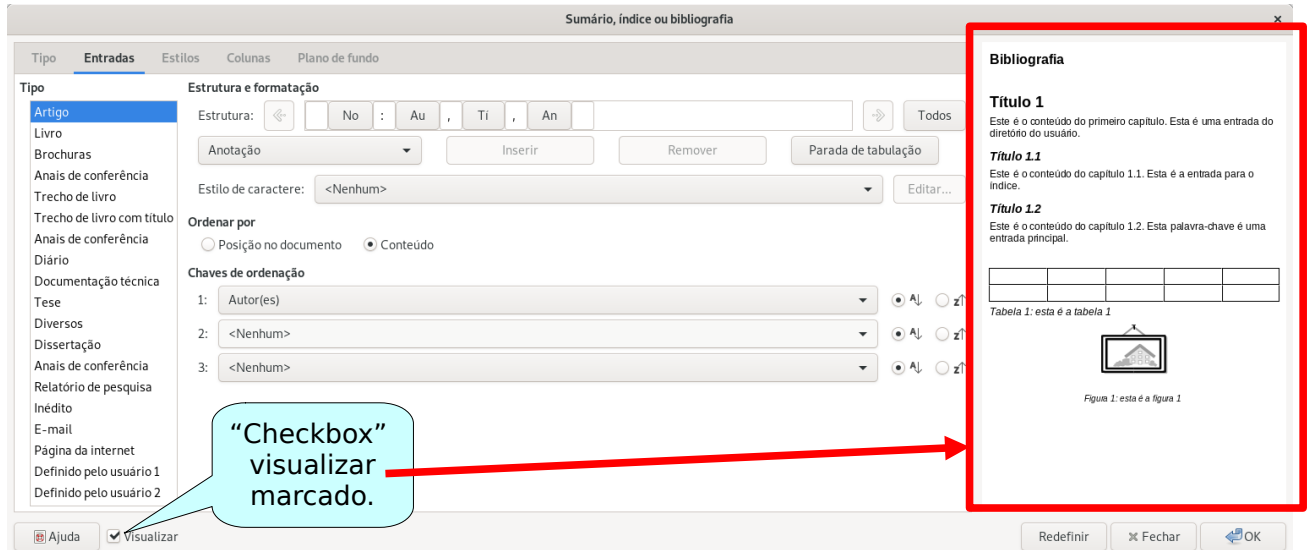 Sumário, índice ou bibliografia ×
Tipo Entradas Estilos Colunas Plano de fundo
Tipo
Artigo
Livro
Brochuras
Anais de conferência
Trecho de livro
Trecho de livro com título
Anais de conferência
Diário
Documentação técnica
Tese
Diversos
Dissertação
Anais de conferência
Relatório de pesquisa
Inédito
E-mail
Página da internet
Definido pelo usuário 1
Definido pelo usuário 2
Estrutura e formatação
Estrutura: No : Au , Tí , An Todos
Anotação Inserir Remover Parada de tabulação
Estilo de caractere: <Nenhum> Editar...
Ordenar por
Posição no documento Conteúdo
Chaves de ordenação
1: Autor(es) A↓ z↑
2: <Nenhum> A↓ z↑
3: <Nenhum> A↓ z↑
“Checkbox”
visualizar
marcado.
Bibliografia
Título 1
Este é o conteúdo do primeiro capítulo. Esta é uma entrada do
diretório do usuário.
Título 1.1
Este é o conteúdo do capítulo 1.1. Esta é a entrada para o
índice.
Título 1.2
Este é o conteúdo do capítulo 1.2. Esta palavra-chave é uma
entrada principal.
Tabela 1: esta é a tabela 1
Figura 1: esta é a figura 1
Ajuda Visualizar Redefinir Fechar OK